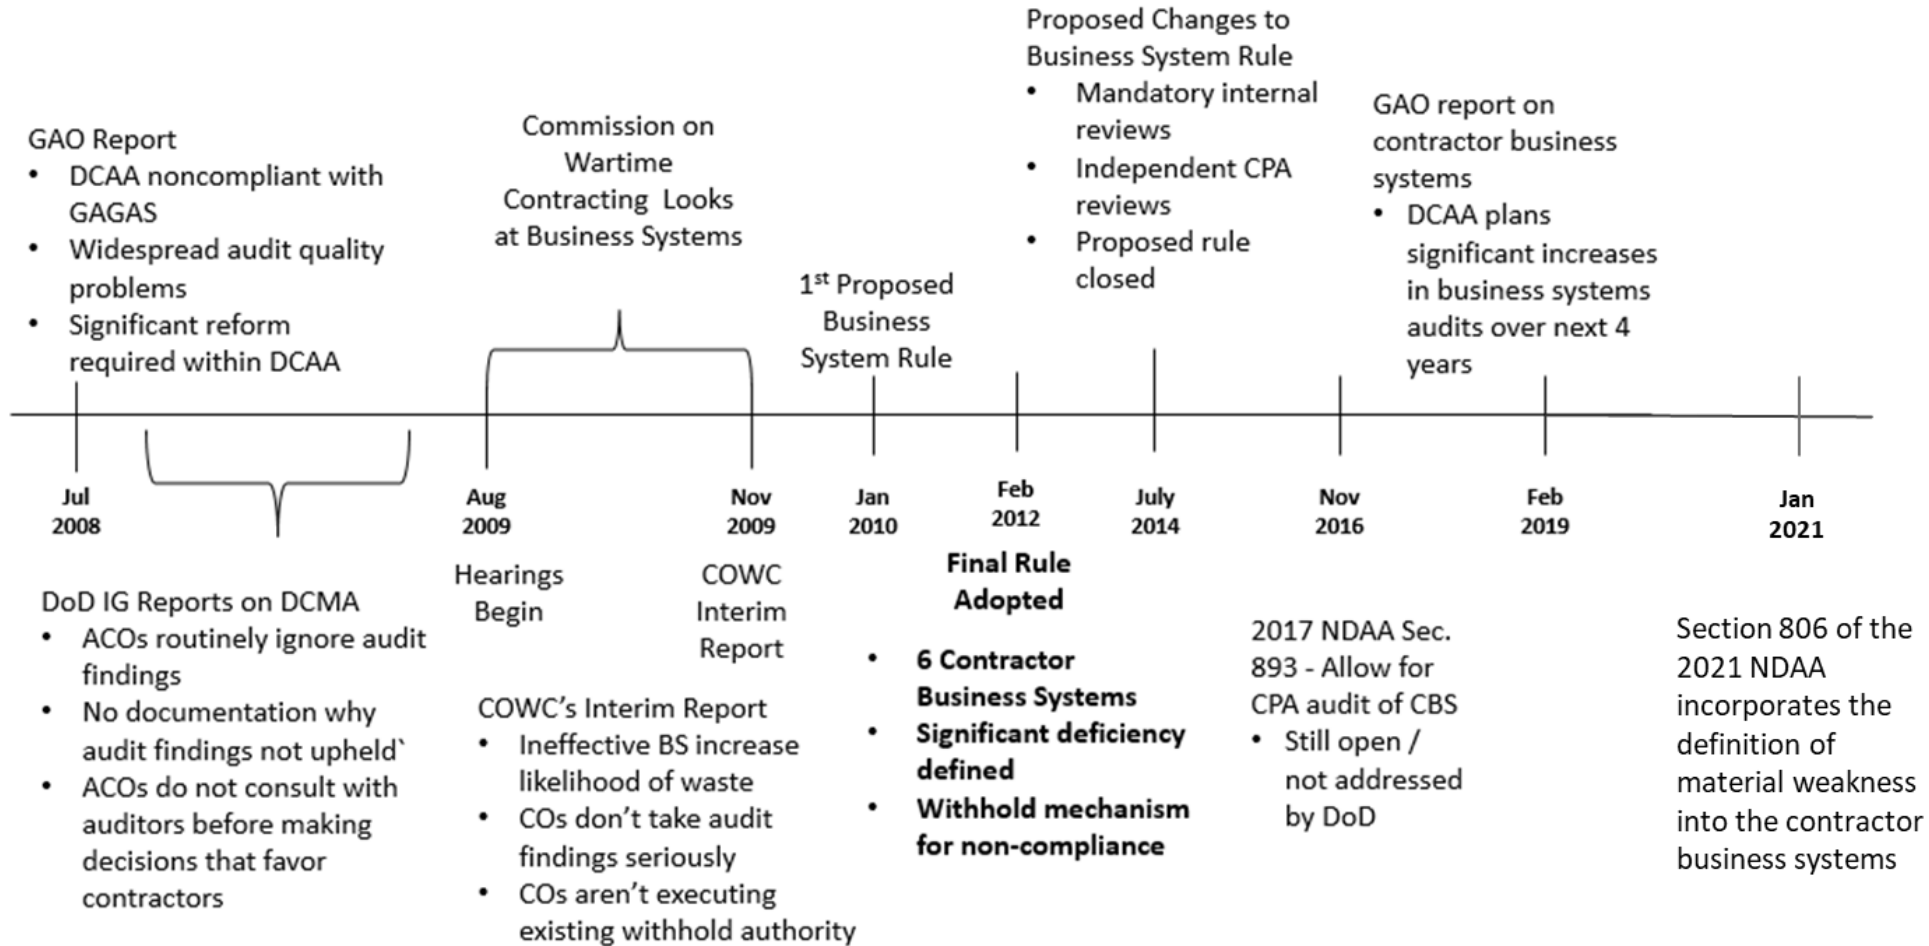 GAO Report
• DCAA noncompliant with
GAGAS
• Widespread audit quality
problems
• Significant reform
required within DCAA
Commission on
Wartime
Contracting Looks
at Business Systems
1st Proposed
Business
System Rule
Proposed Changes to
Business System Rule
• Mandatory internal
reviews
• Independent CPA
reviews
• Proposed rule
closed
GAO report on
contractor business
systems
• DCAA plans
significant increases
in business systems
audits over next 4
years
Jul
2008
Aug
2009
Nov
2009
Jan
2010
Feb
2012
July
2014
Nov
2016
Feb
2019
Jan
2021
DoD IG Reports on DCMA
• ACOs routinely ignore audit
findings
• No documentation why
audit findings not upheld`
• ACOs do not consult with
auditors before making
decisions that favor
contractors
Hearings
Begin
COWC
Interim
Report
COWC’s Interim Report
• Ineffective BS increase
likelihood of waste
• COs don’t take audit
findings seriously
• COs aren’t executing
existing withhold authority
Final Rule
Adopted
• 6 Contractor
Business Systems
• Significant deficiency
defined
• Withhold mechanism
for non-compliance
2017 NDAA Sec.
893 - Allow for
CPA audit of CBS
• Still open /
not addressed
by DoD
Section 806 of the
2021 NDAA
incorporates the
definition of
material weakness
into the contractor
business systems